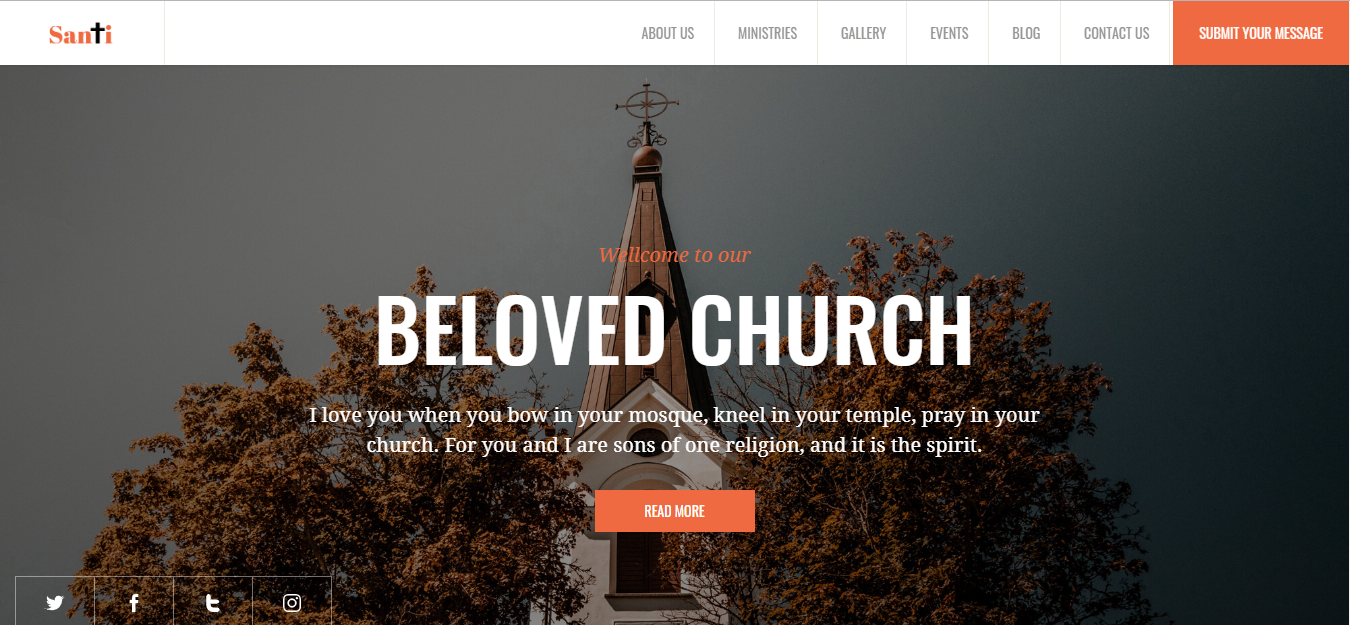 Santi
ABOUT US
MINISTRIES
GALLERY
EVENTS
BLOG
CONTACT US
SUBMIT YOUR MESSAGE
Wellcome to our
BELOVED CHURCH
I love you when you bow in your mosque, kneel in your temple, pray in your
church. For you and I are sons of one religion, and it is the spirit.
READ MORE